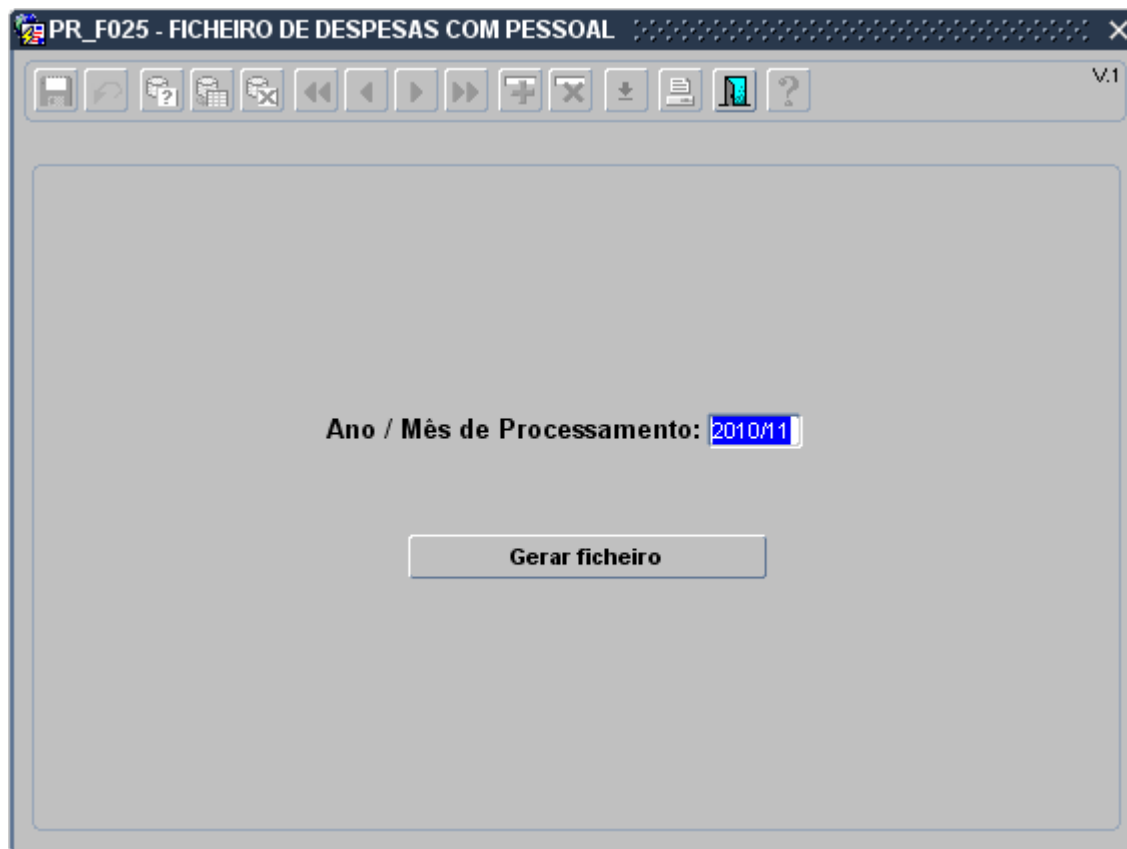 PR_F025 - FICHEIRO DE DESPESAS COM PESSOAL
V.1
Ano / Mês de Processamento: 2010/11
Gerar ficheiro